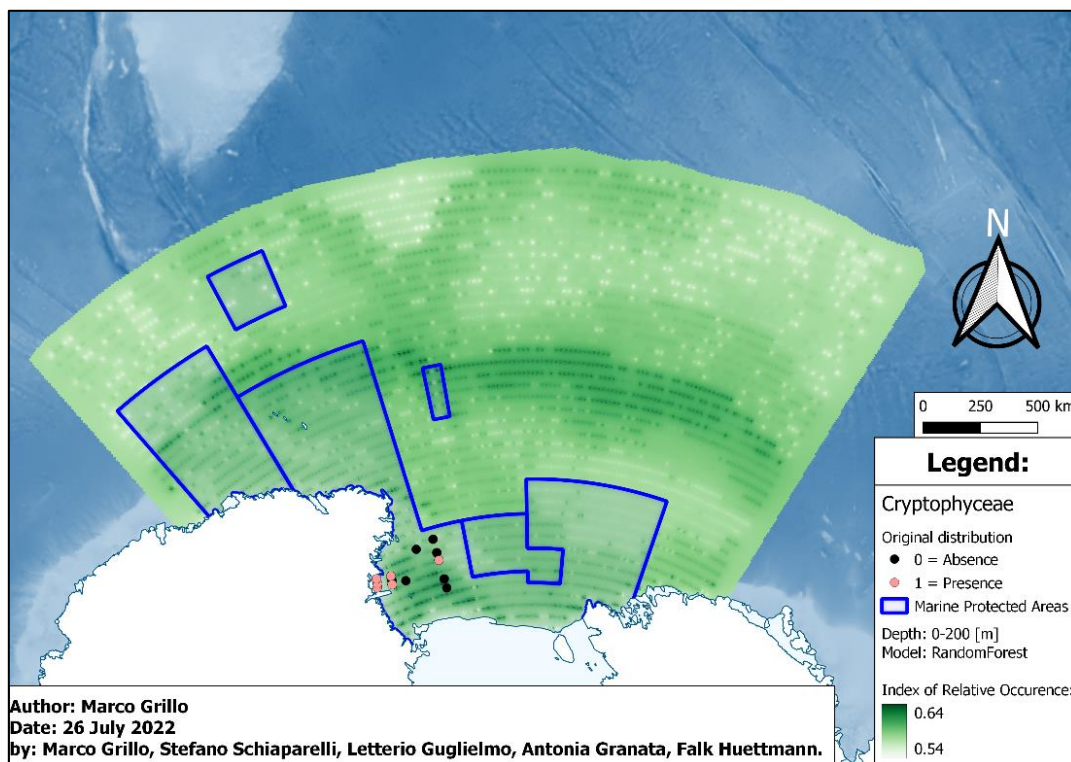 N
0 250 500 km
Legend:
Cryptophyceae
Original distribution
0 = Absence
1 = Presence
Marine Protected Areas
Depth: 0-200 [m]
Model: RandomForest
Index of Relative Occurence:
0.64
0.54
Author: Marco Grillo
Date: 26 July 2022
by: Marco Grillo, Stefano Schiaparelli, Letterio Guglielmo, Antonia Granata, Falk Huettmann.